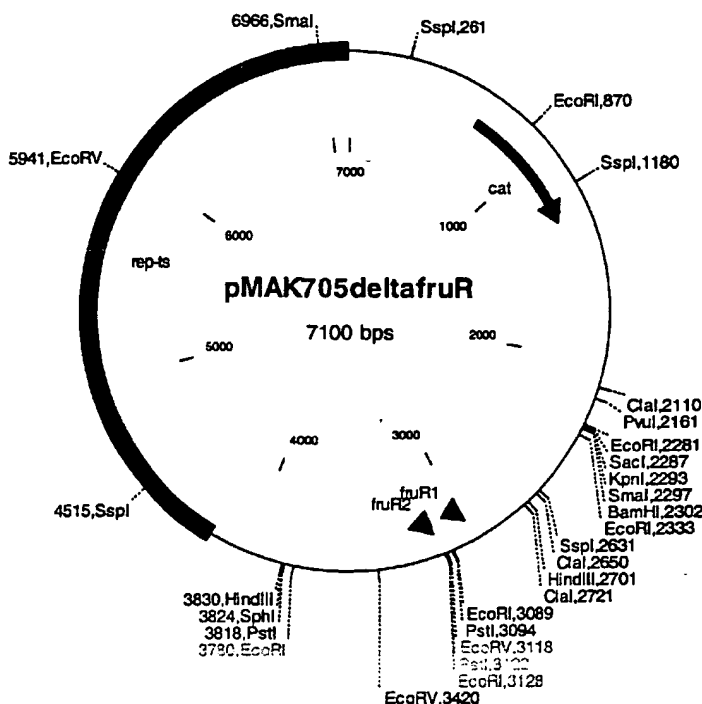 6966,SmaI
SspI,261
EcoRI,870
5941,EcoRV
SspI,1180
7000
cat
1000
6000
rep-ts
pMAK705deltafruR
7100 bps
2000
5000
ClaI,2110
PvuI,2161
EcoRI,2281
SacI,2287
KpnI,2293
SmaI,2297
BamHI,2302
EcoRI,2333
4000
3000
fruR1
fruR2
4515,SspI
SspI,2631
ClaI,2650
HindIII,2701
ClaI,2721
3830,HindIII
3824,SphI
3818,PstI
3780,EcoRI
EcoRI,3089
PstI,3094
EcoRV,3118
PstI,3122
EcoRI,3128
EcoRV,3420